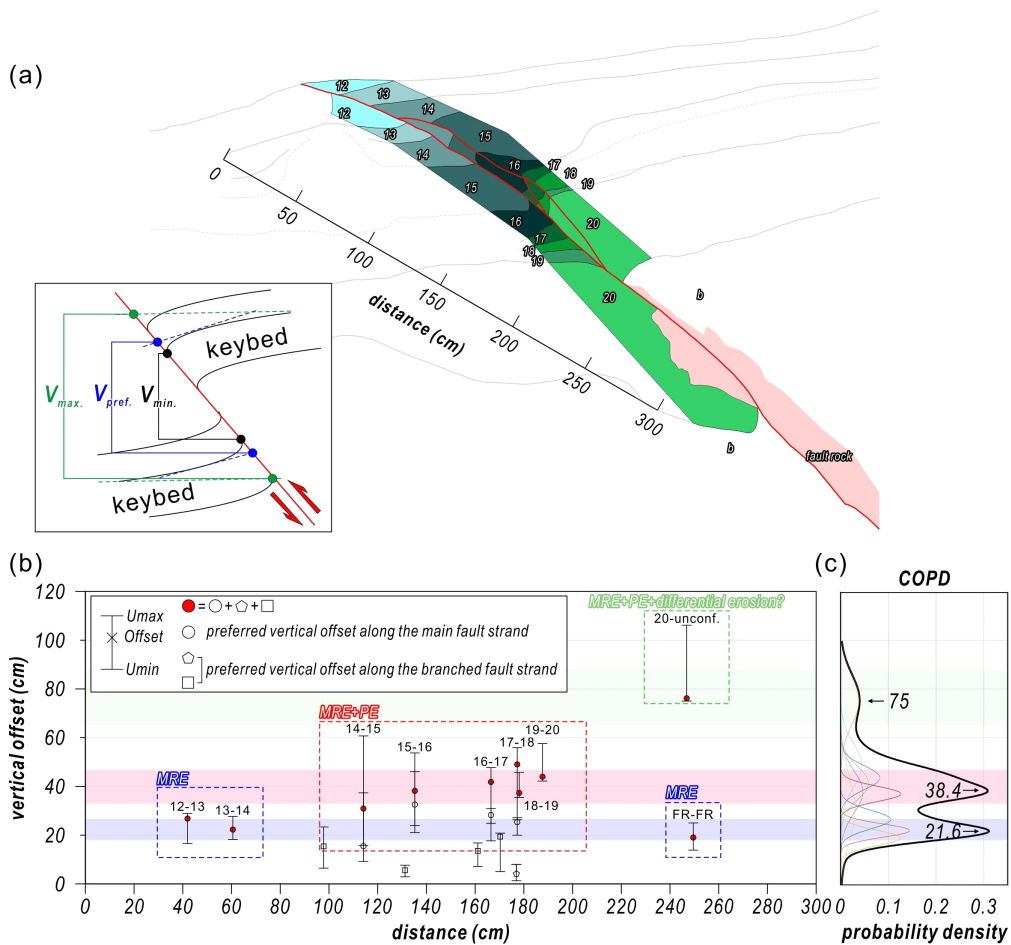 (a)
12
13
14
15
16
17
18
19
20
12
13
14
15
16
17
18
19
20
b
b
fault rock
0
50
100
150
200
250
300
distance (cm)
keybed
Vmax.
Vpref.
Vmin.
keybed
(b)
vertical offset (cm)
120
100
80
60
40
20
0
Umax
Offset
Umin
= + +
preferred vertical offset along the main fault strand
preferred vertical offset along the branched fault strand
MRE+PE+differential erosion?
20-unconf.
MRE+PE
14-15
15-16
16-17
17-18
18-19
19-20
MRE
12-13
13-14
MRE
FR-FR
0 20 40 60 80 100 120 140 160 180 200 220 240 260 280 300
distance (cm)
(c)
COPD
75
38.4
21.6
0 0.1 0.2 0.3
probability density